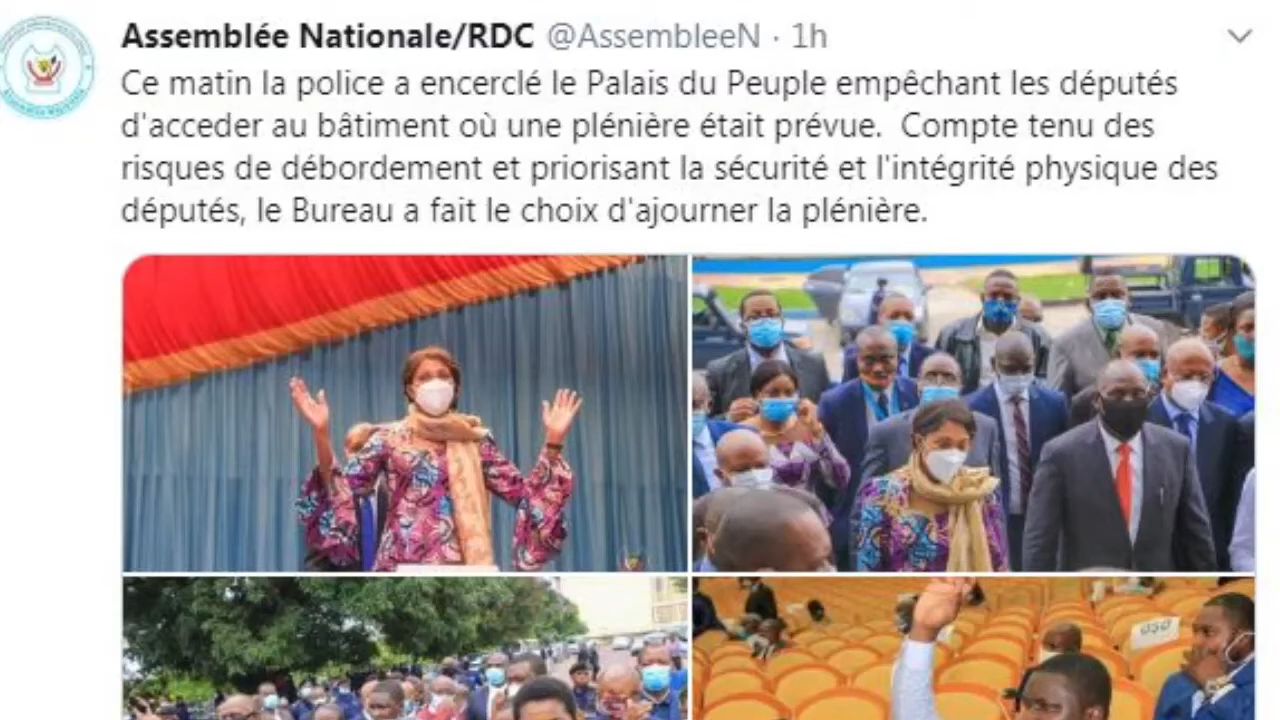 Assemblée Nationale/RDC @AssembleeN · 1h
Ce matin la police a encerclé le Palais du Peuple empêchant les députés
d'acceder au bâtiment où une plénière était prévue. Compte tenu des
risques de débordement et priorisant la sécurité et l'intégrité physique des
députés, le Bureau a fait le choix d'ajourner la plénière.